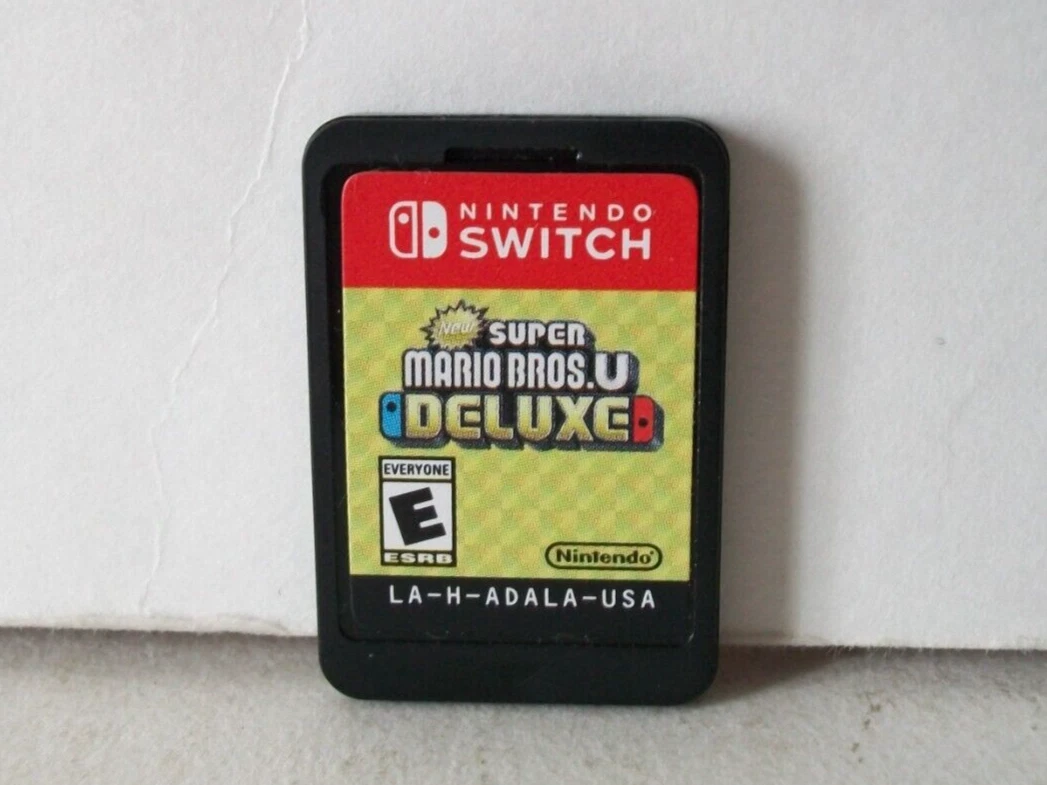 NINTENDO
SWITCH
New SUPER
MARIO BROS. U
DELUXE
EVERYONE
E
ESRB
Nintendo®
LA-H-ADALA-USA